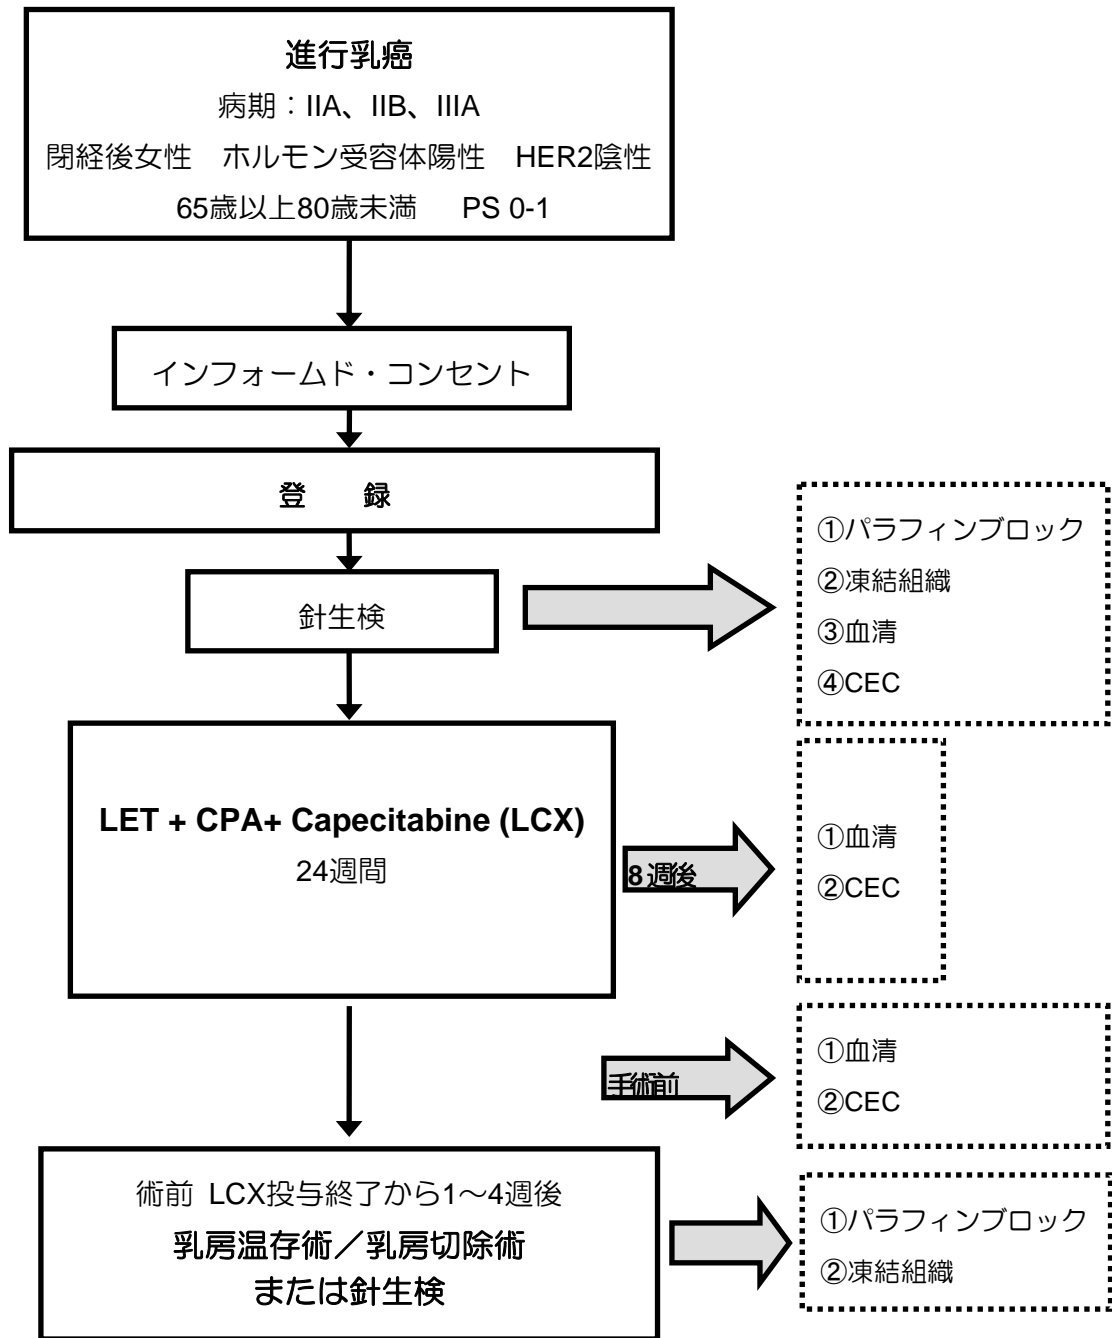 進行乳癌
病期：IIA、IIB、IIIA
閉経後女性　ホルモン受容体陽性　HER2陰性
65歳以上80歳未満　PS 0-1
インフォームド・コンセント
登　録
針生検
①パラフィンブロック
②凍結組織
③血清
④CEC
LET + CPA+ Capecitabine (LCX)
24週間
8週後
①血清
②CEC
手術前
①血清
②CEC
術前 LCX投与終了から1～4週後
乳房温存術／乳房切除術
または針生検
①パラフィンブロック
②凍結組織